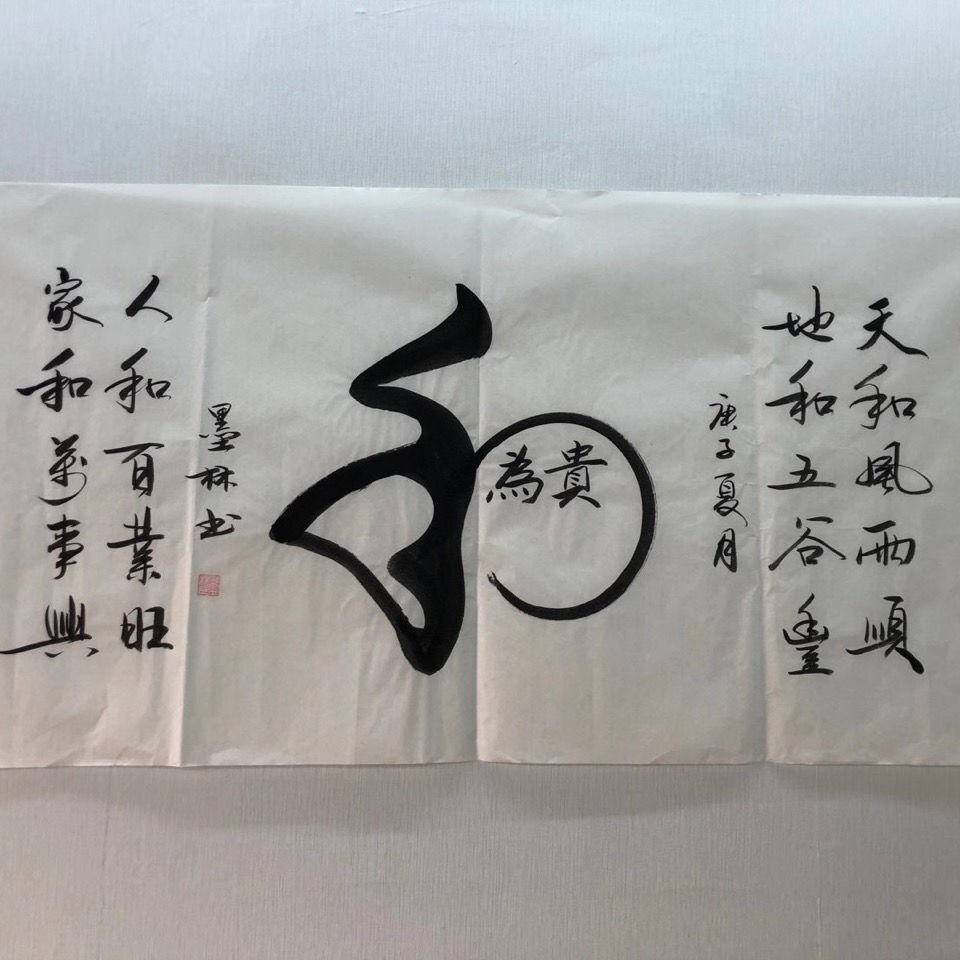 天和風雨順
地和五谷豐
庚子夏月
和
為貴
墨林书
人和百業旺
家和萬事興